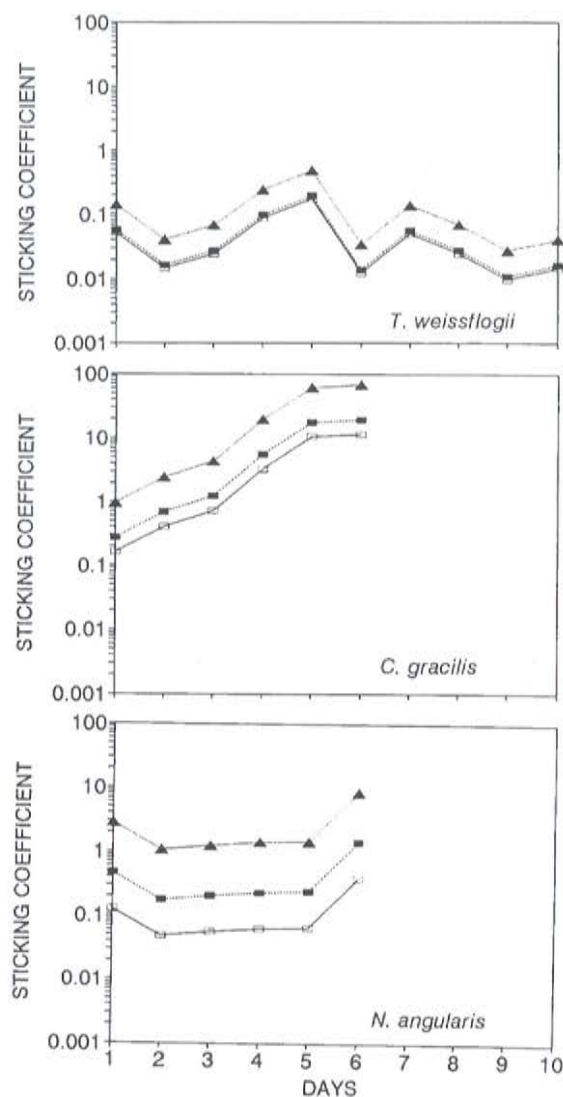 STICKING COEFFICIENT
100
10
1
0.1
0.01
0.001
T. weissflogii
STICKING COEFFICIENT
100
10
1
0.1
0.01
0.001
C. gracilis
STICKING COEFFICIENT
100
10
1
0.1
0.01
0.001
N. angularis
1 2 3 4 5 6 7 8 9 10
DAYS